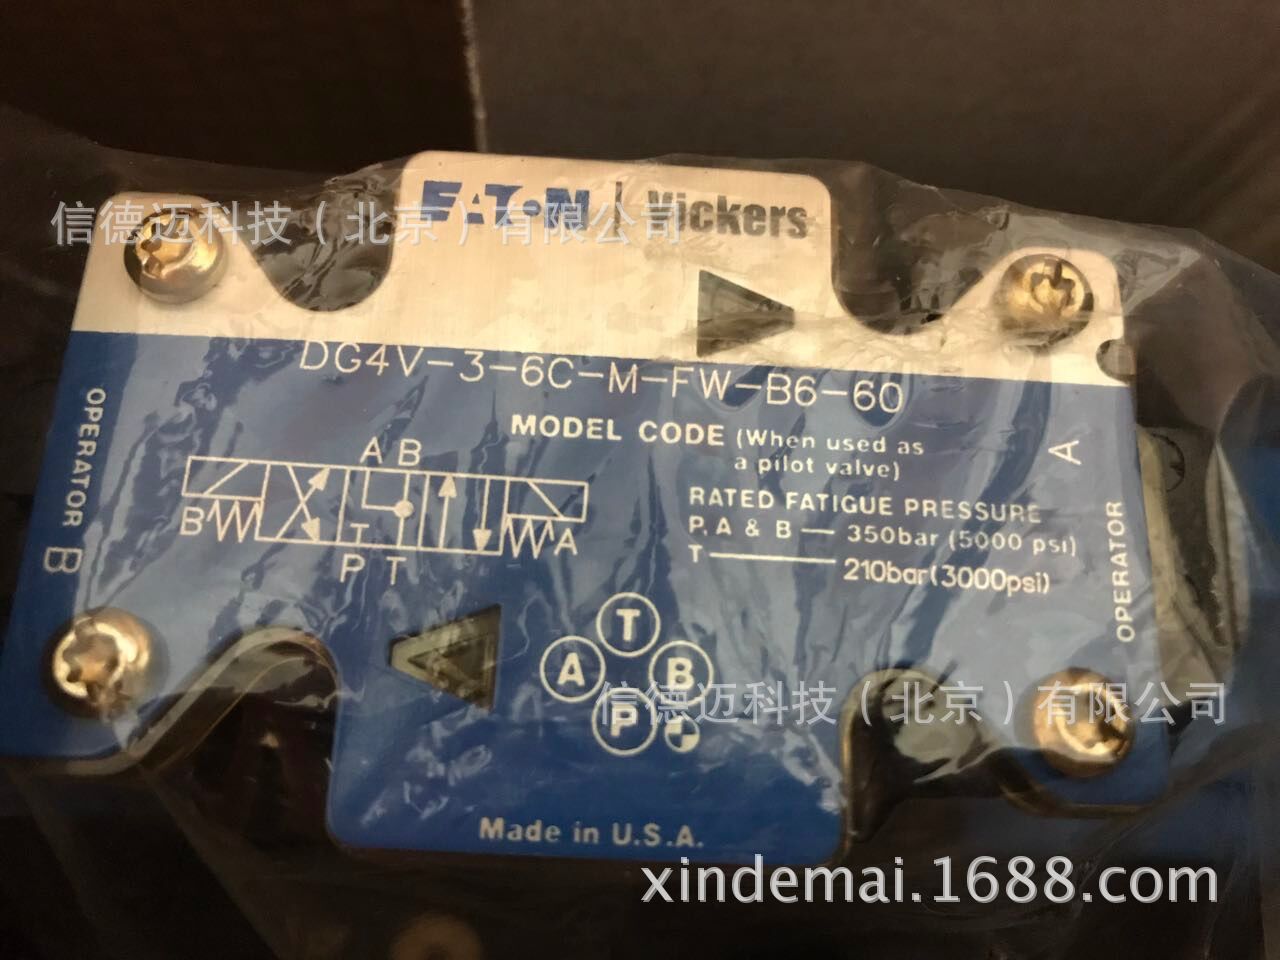 EATON | Vickers
信德迈科技（北京）有限公司
DG4V-3-6C-M-FW-B6-60
MODEL CODE (When used as
a pilot valve)
RATED FATIGUE PRESSURE
P, A & B — 350bar (5000 psi)
T — 210bar (3000psi)
OPERATOR B
A B
B
A
P T
A
OPERATOR
T
A B
P
信德迈科技（北京）有限公司
Made in U.S.A.
xindemai.1688.com